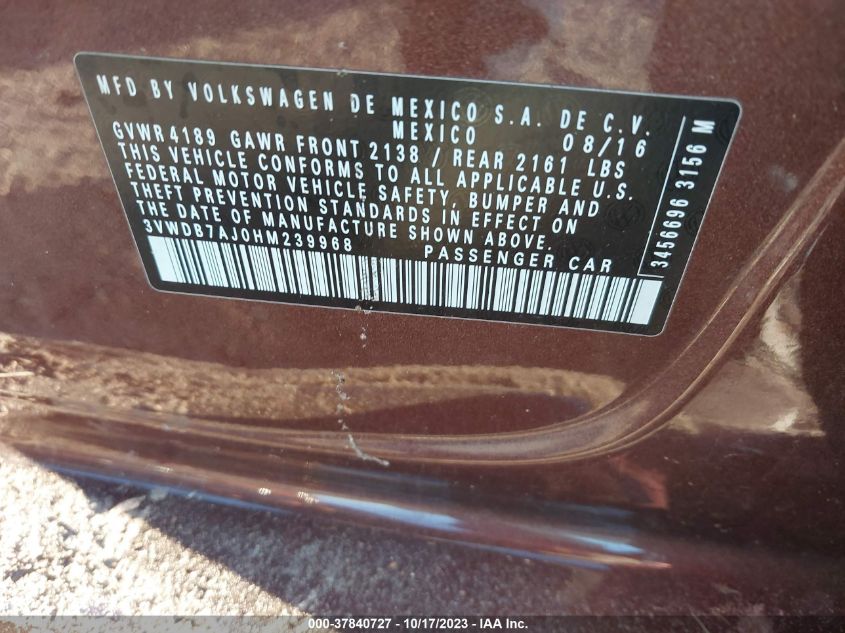 MFD BY VOLKSWAGEN DE MEXICO S.A. DE C.V.
MEXICO 08/16
GVWR 4189 GAWR FRONT 2138 / REAR 2161 LBS
THIS VEHICLE CONFORMS TO ALL APPLICABLE U.S.
FEDERAL MOTOR VEHICLE SAFETY, BUMPER AND
THEFT PREVENTION STANDARDS IN EFFECT ON
THE DATE OF MANUFACTURE SHOWN ABOVE.
3VWDB7AJ0HM239968 PASSENGER CAR
3456696 3156 M
000-37840727 - 10/17/2023 - IAA Inc.